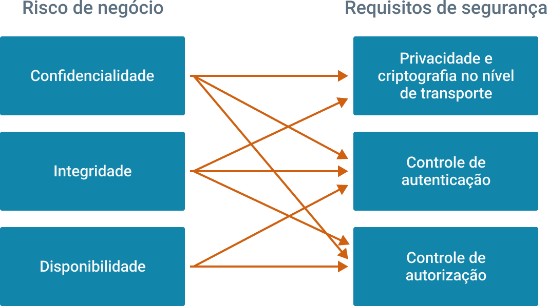 Risco de negócio
Requisitos de segurança
Confidencialidade
Privacidade e
criptografia no nível
de transporte
Integridade
Controle de
autenticação
Disponibilidade
Controle de
autorização